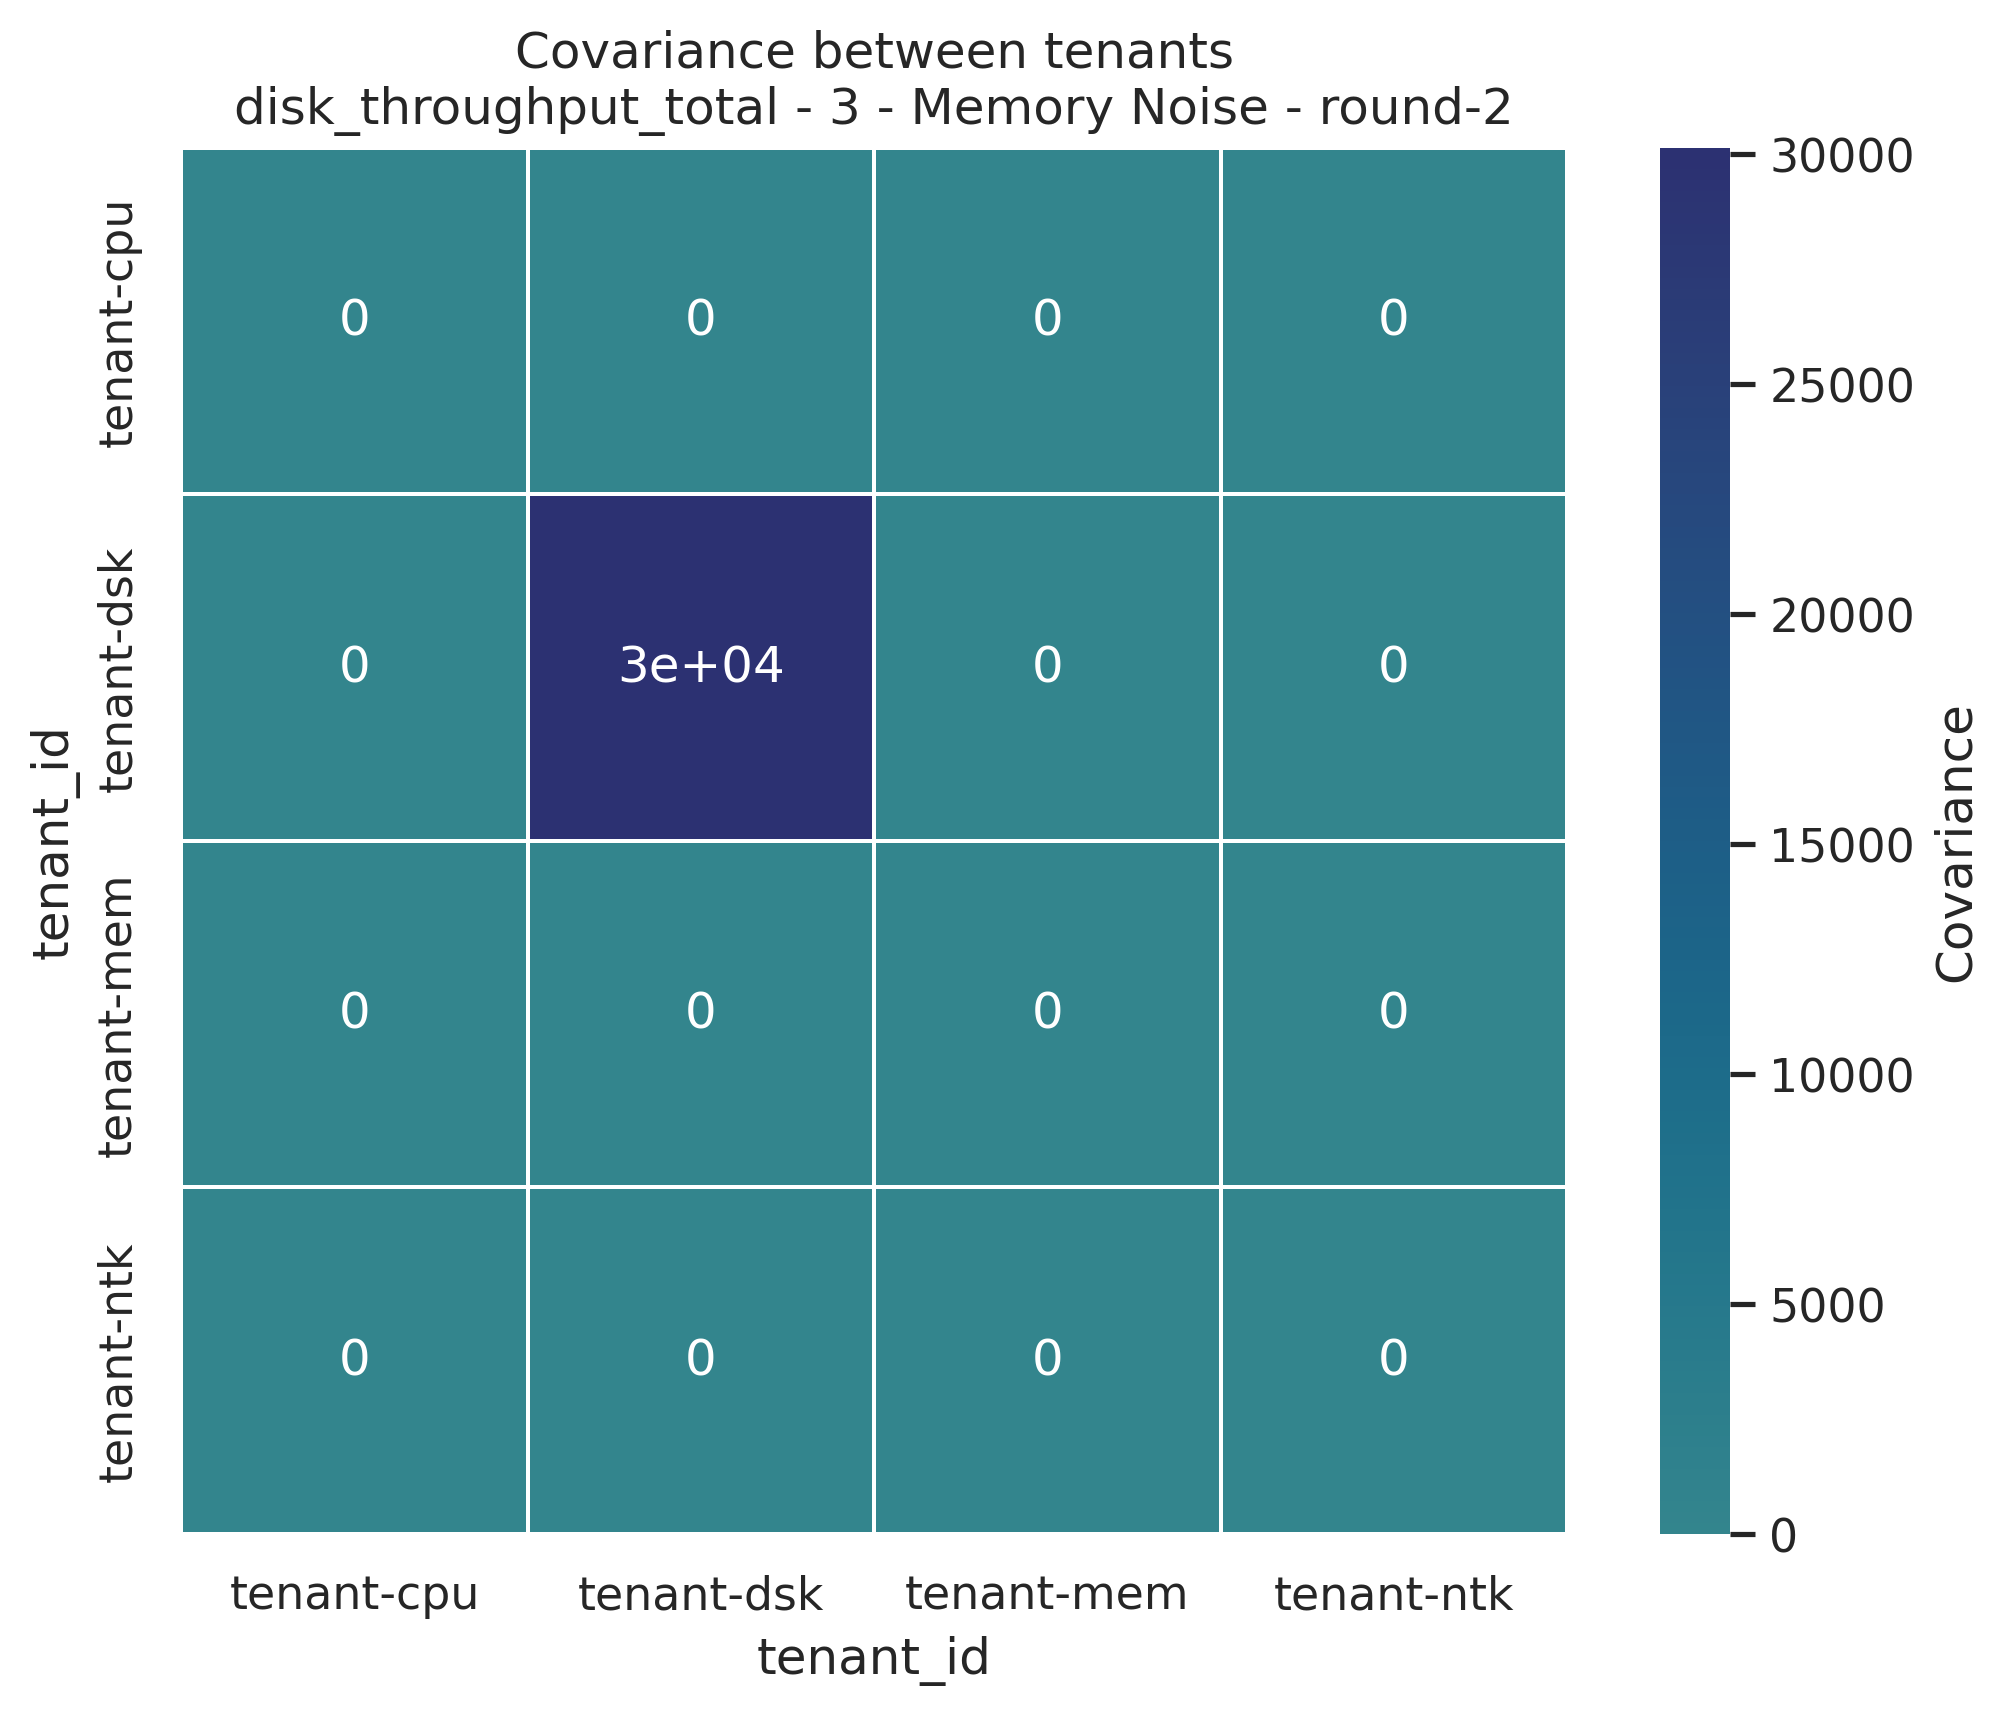 Covariance between tenants
disk_throughput_total - 3 - Memory Noise - round-2
tenant_id
tenant-cpu
0 0 0 0
tenant-dsk
0 3e+04 0 0
tenant-mem
0 0 0 0
tenant-ntk
0 0 0 0
tenant-cpu tenant-dsk tenant-mem tenant-ntk
tenant_id
30000
25000
20000
15000
10000
5000
0
Covariance